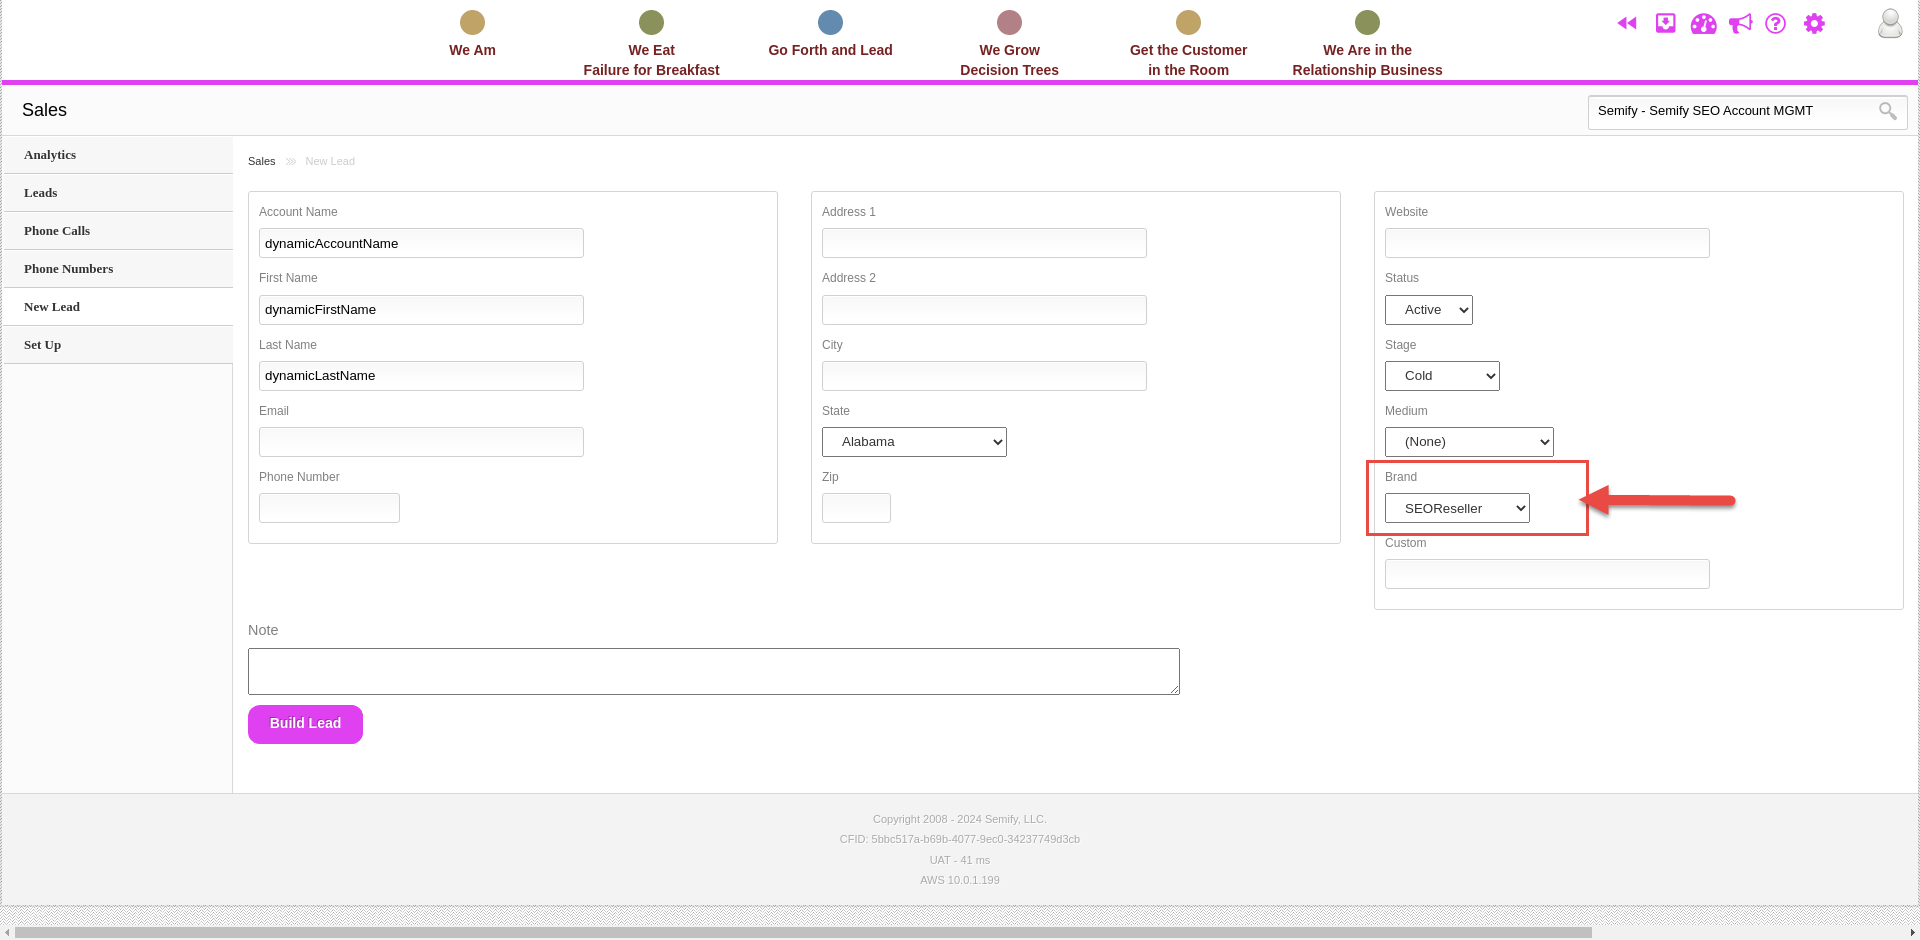 We Am
We Eat
Failure for Breakfast
Go Forth and Lead
We Grow
Decision Trees
Get the Customer
in the Room
We Are in the
Relationship Business
Sales
Semify - Semify SEO Account MGMT
Analytics
Leads
Phone Calls
Phone Numbers
New Lead
Set Up
Sales New Lead
Account Name
dynamicAccountName
First Name
dynamicFirstName
Last Name
dynamicLastName
Email
Phone Number
Address 1
Address 2
City
State
Alabama
Zip
Website
Status
Active
Stage
Cold
Medium
(None)
Brand
SEOReseller
Custom
Note
Build Lead
Copyright 2008 - 2024 Semify, LLC.
CFID: 5bbc517a-b69b-4077-9ec0-34237749d3cb
UAT - 41 ms
AWS 10.0.1.199